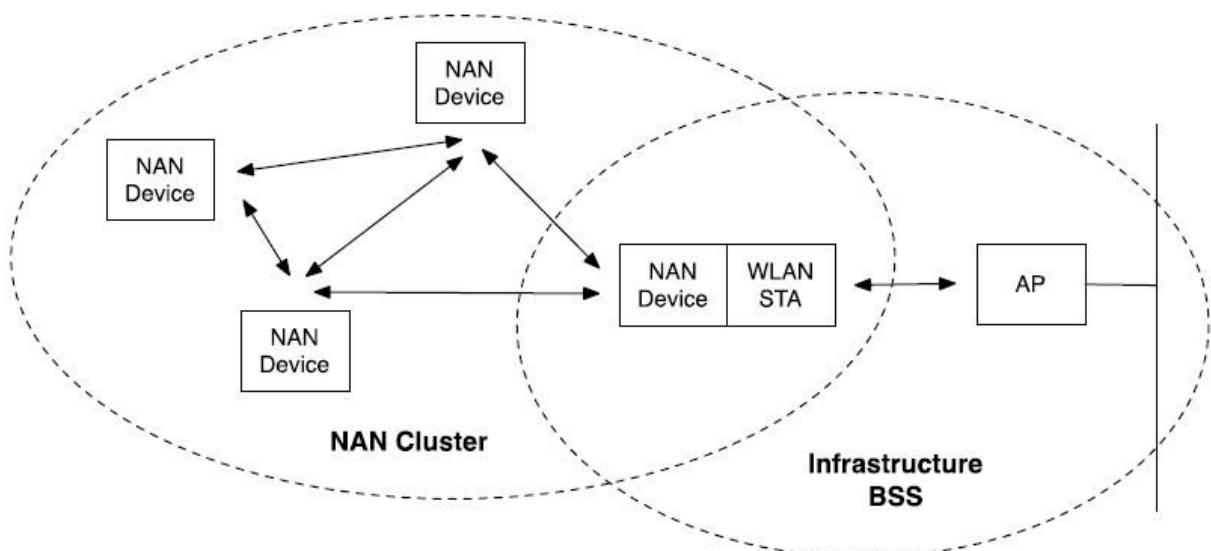 NAN
Device
NAN
Device
NAN
Device
WLAN
STA
AP
NAN
Device
NAN Cluster
Infrastructure
BSS